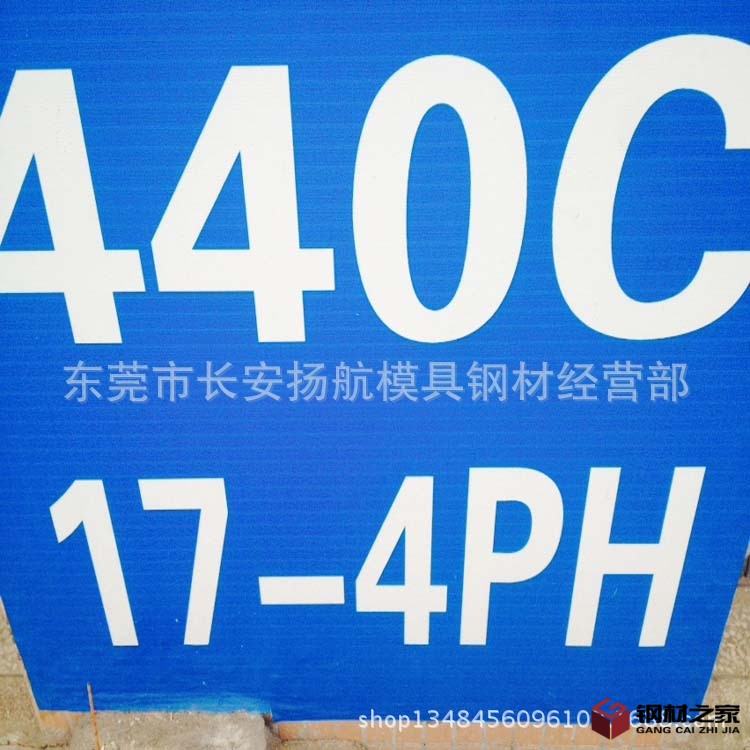 440C
东莞市长安扬航模具钢材经营部
17-4PH
shop134845609610
钢材之家
GANG CAI ZHI JIA